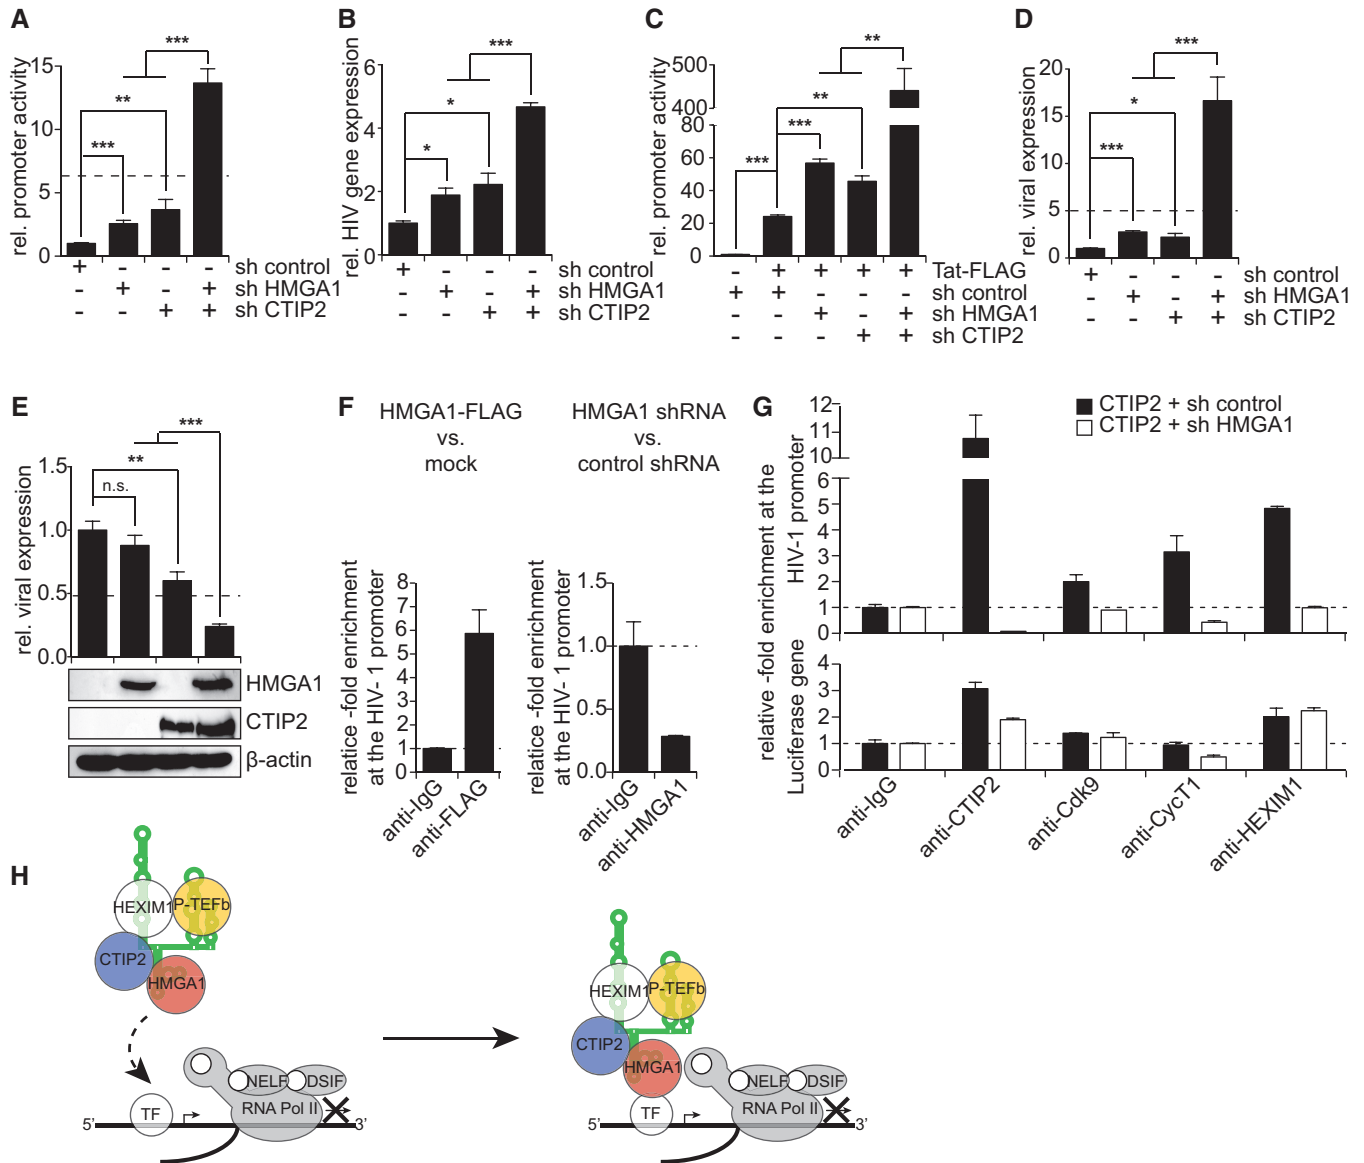 A
rel. promoter activity
15
10
5
0
***
**
***
+ - - - sh control
- + - + sh HMGA1
- - + + sh CTIP2
B
rel. HIV gene expression
6
4
2
0
***
*
*
+ - - - sh control
- + - + sh HMGA1
- - + + sh CTIP2
C
rel. promoter activity
500
400
80
60
40
20
0
**
**
***
***
- + + + + Tat-FLAG
+ + - - - sh control
- - + - + sh HMGA1
- - - + + sh CTIP2
D
rel. viral expression
20
15
10
5
0
***
*
***
+ - - - sh control
- + - + sh HMGA1
- - + + sh CTIP2
E
rel. viral expression
1.5
1.0
0.5
0.0
***
**
n.s.
HMGA1
CTIP2
β-actin
F
HMGA1-FLAG
vs.
mock
relatice -fold enrichment
at the HIV- 1 promoter
8
7
6
5
4
3
2
1
0
anti-IgG
anti-FLAG
HMGA1 shRNA
vs.
control shRNA
relatice -fold enrichment
at the HIV- 1 promoter
1.5
1.0
0.5
0.0
anti-IgG
anti-HMGA1
G
CTIP2 + sh control
CTIP2 + sh HMGA1
relative -fold enrichment at the
HIV-1 promoter
Luciferase gene
12
11
10
6
5
4
3
2
1
0
4
3
2
1
0
anti-IgG
anti-CTIP2
anti-Cdk9
anti-CycT1
anti-HEXIM1
H
HEXIM1
P-TEFb
CTIP2
HMGA1
NELF
DSIF
RNA Pol II
TF
5'
3'
HEXIM1
P-TEFb
CTIP2
HMGA1
NELF
DSIF
RNA Pol II
TF
5'
3'